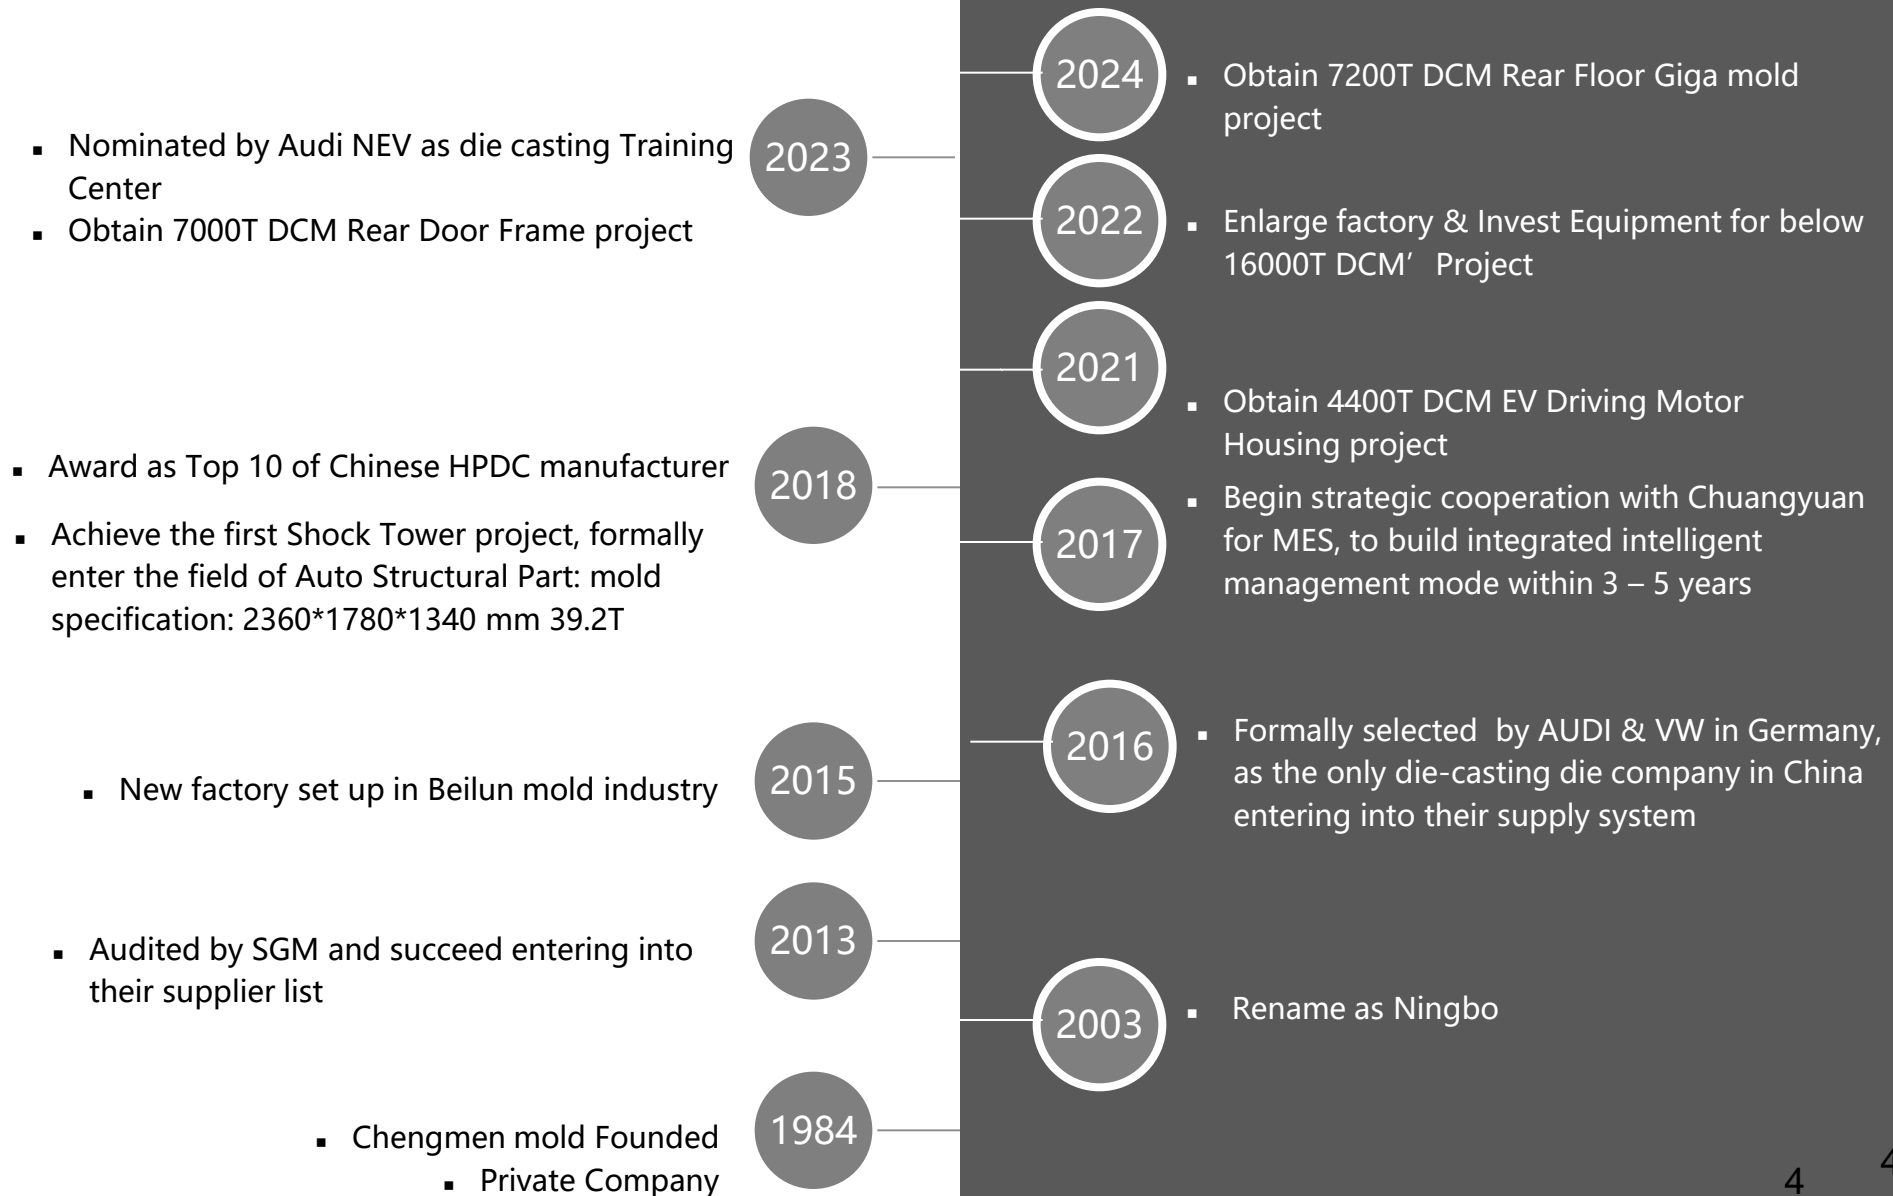 2023
▪ Nominated by Audi NEV as die casting Training
Center
▪ Obtain 7000T DCM Rear Door Frame project
2018
▪ Award as Top 10 of Chinese HPDC manufacturer
▪ Achieve the first Shock Tower project, formally
enter the field of Auto Structural Part: mold
specification: 2360*1780*1340 mm 39.2T
2015
▪ New factory set up in Beilun mold industry
2013
▪ Audited by SGM and succeed entering into
their supplier list
1984
▪ Chengmen mold Founded
▪ Private Company
2024
▪ Obtain 7200T DCM Rear Floor Giga mold
project
2022
▪ Enlarge factory & Invest Equipment for below
16000T DCM’ Project
2021
▪ Obtain 4400T DCM EV Driving Motor
Housing project
2017
▪ Begin strategic cooperation with Chuangyuan
for MES, to build integrated intelligent
management mode within 3 – 5 years
2016
▪ Formally selected by AUDI & VW in Germany,
as the only die-casting die company in China
entering into their supply system
2003
▪ Rename as Ningbo
4
4